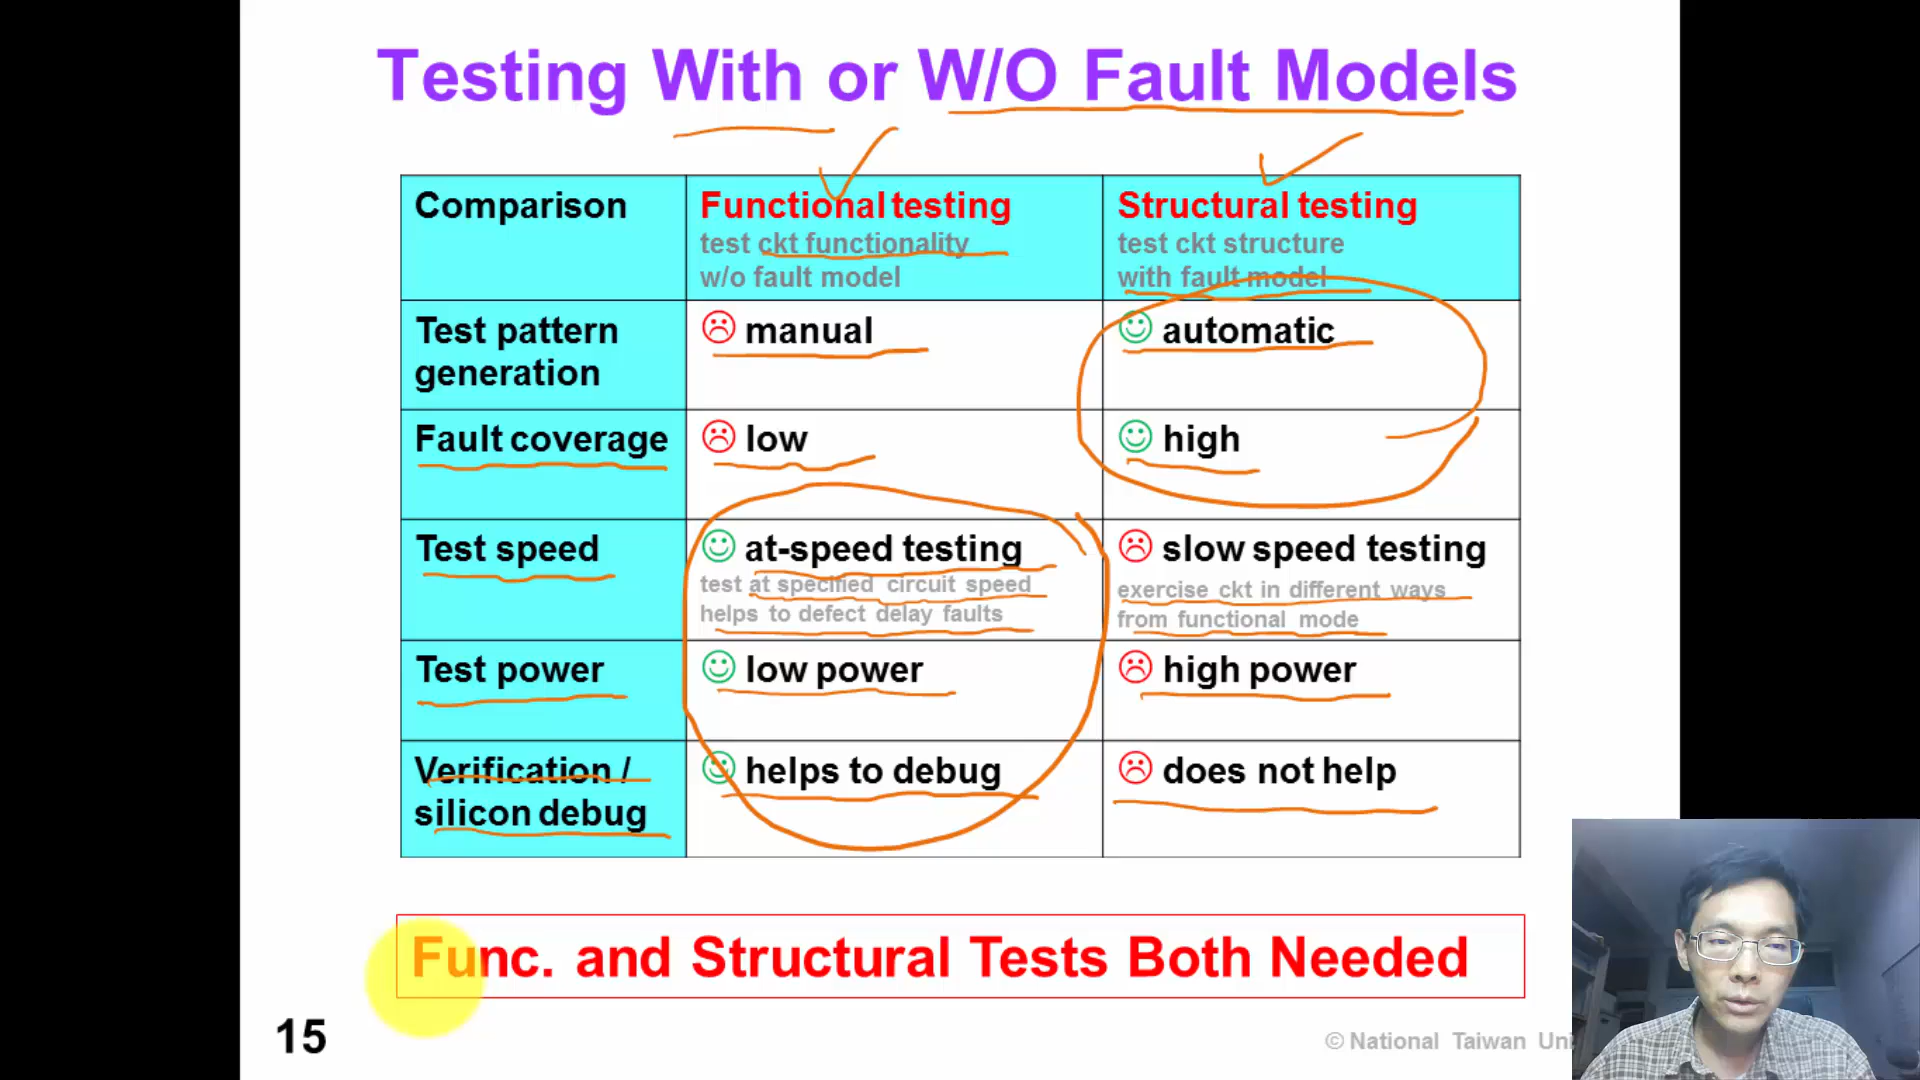 Testing With or W/O Fault Models
Comparison
Functional testing
test ckt functionality
w/o fault model
Structural testing
test ckt structure
with fault model
Test pattern
generation
manual
automatic
Fault coverage
low
high
Test speed
at-speed testing
test at specified circuit speed
helps to defect delay faults
slow speed testing
exercise ckt in different ways
from functional mode
Test power
low power
high power
Verification /
silicon debug
helps to debug
does not help
Func. and Structural Tests Both Needed
15
© National Taiwan